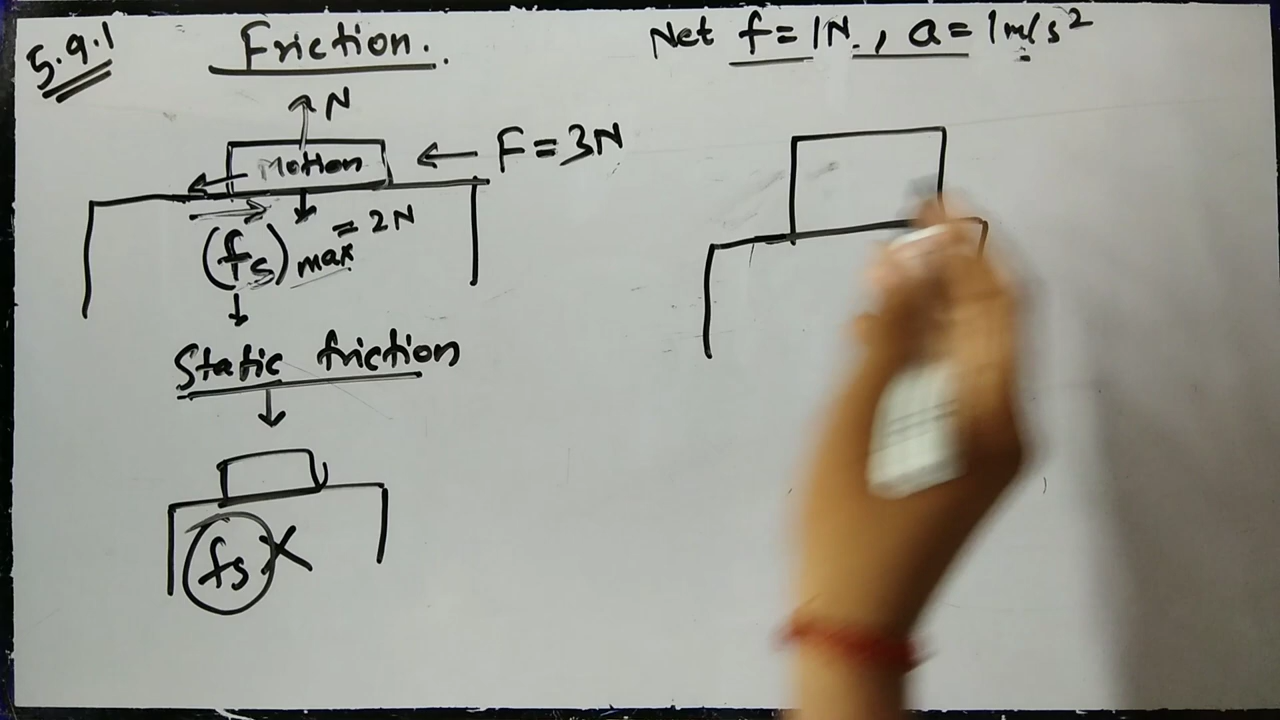 5.9.1
Friction.
Net f = 1N., a = 1m/s²
N
Motion
F = 3N
(fs)max = 2N
Static friction
fs